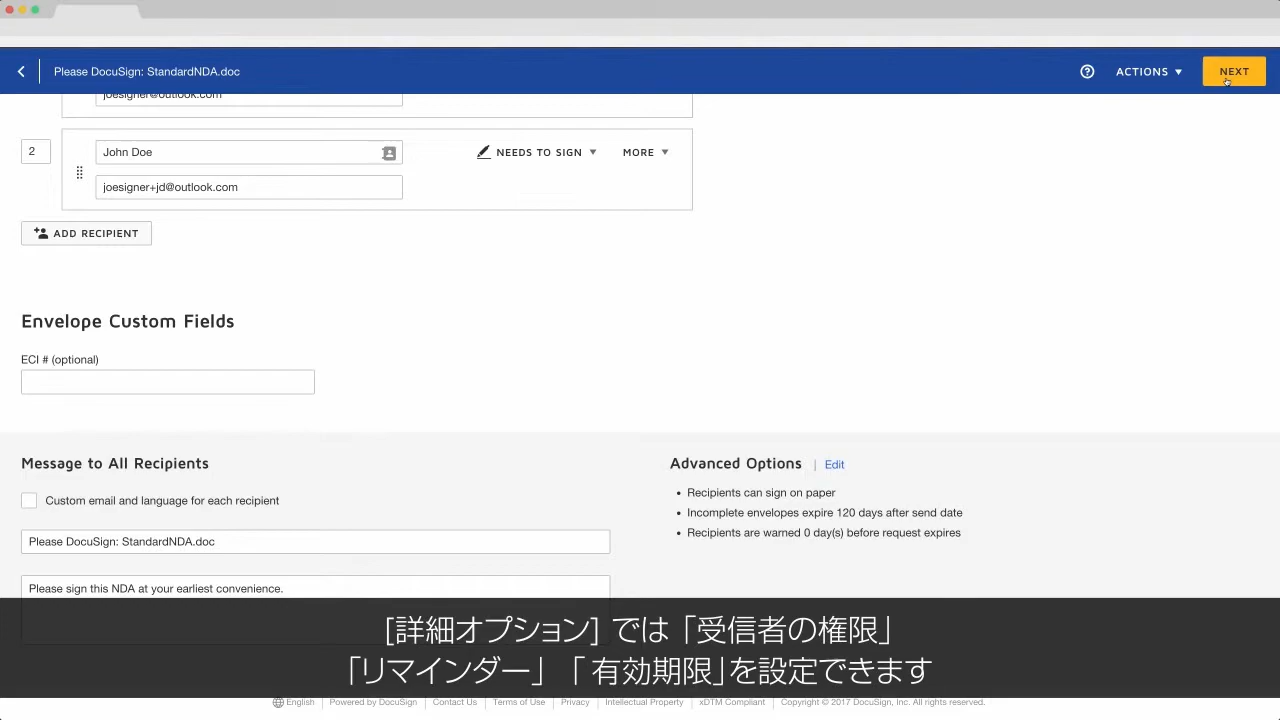 Please DocuSign: StandardNDA.doc
ACTIONS
NEXT
joesigner@outlook.com
2
John Doe
NEEDS TO SIGN
MORE
joesigner+jd@outlook.com
ADD RECIPIENT
Envelope Custom Fields
ECI # (optional)
Message to All Recipients
Custom email and language for each recipient
Please DocuSign: StandardNDA.doc
Please sign this NDA at your earliest convenience.
Advanced Options | Edit
• Recipients can sign on paper
• Incomplete envelopes expire 120 days after send date
• Recipients are warned 0 day(s) before request expires
[詳細オプション] では「受信者の権限」
「リマインダー」「有効期限」を設定できます
English | Powered by DocuSign | Contact Us | Terms of Use | Privacy | Intellectual Property | xDTM Compliant | Copyright © 2017 DocuSign, Inc. All rights reserved.